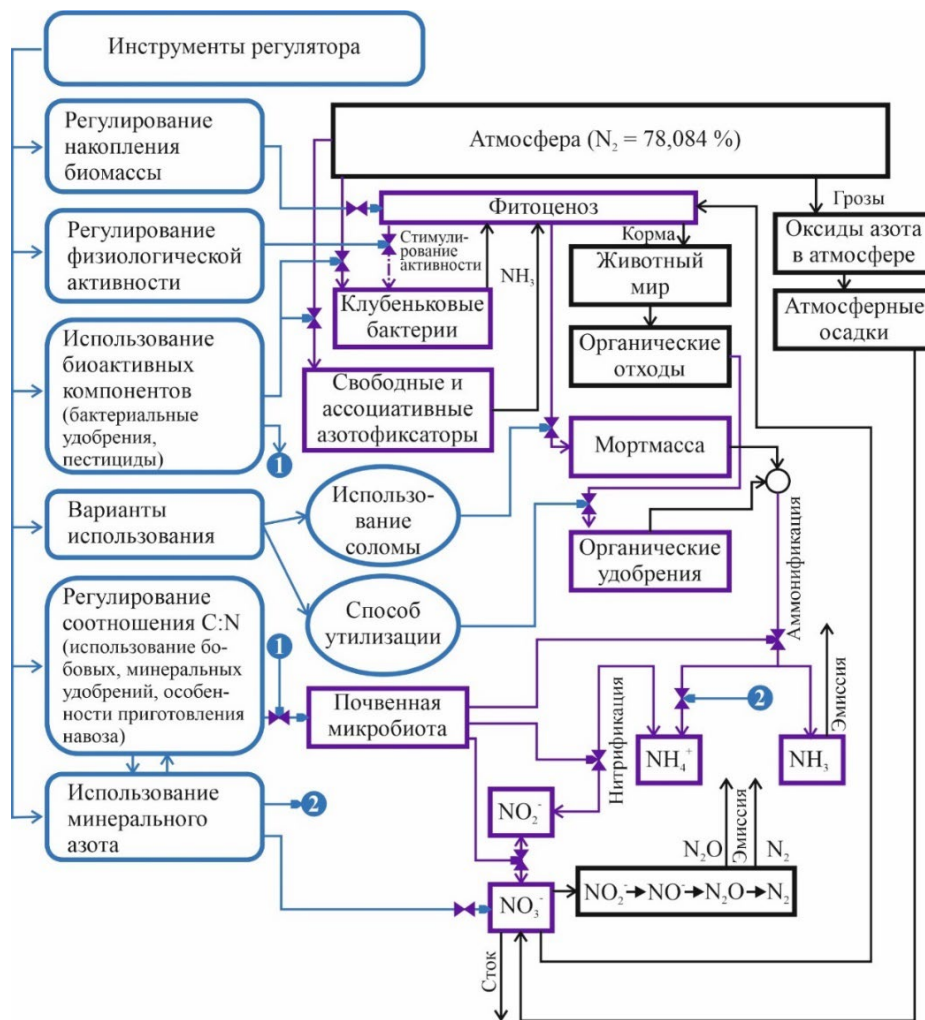 Инструменты регулятора
Регулирование
накопления
биомассы
Регулирование
физиологической
активности
Использование
биоактивных
компонентов
(бактериальные
удобрения,
пестициды)
1
Варианты
использования
Регулирование
соотношения C:N
(использование бо-
бовых, минеральных
удобрений, особен-
ности приготовления
навоза)
Использование
минерального
азота
2
Атмосфера (N₂ = 78,084 %)
Грозы
Оксиды азота
в атмосфере
Атмосферные
осадки
Фитоценоз
Стимулиро-
вание
активности
NH₃
Корма
Животный
мир
Клубеньковые
бактерии
Органические
отходы
Свободные и
ассоциативные
азотофиксаторы
Мортмасса
Использо-
вание
соломы
Органические
удобрения
Аммонификация
Способ
утилизации
1
Почвенная
микробиота
2
Нитрификация
NH₄⁺
NH₃
Эмиссия
NO₂⁻
N₂O
Эмиссия
N₂
NO₃⁻
NO₂⁻ NO⁻ N₂O N₂
Сток